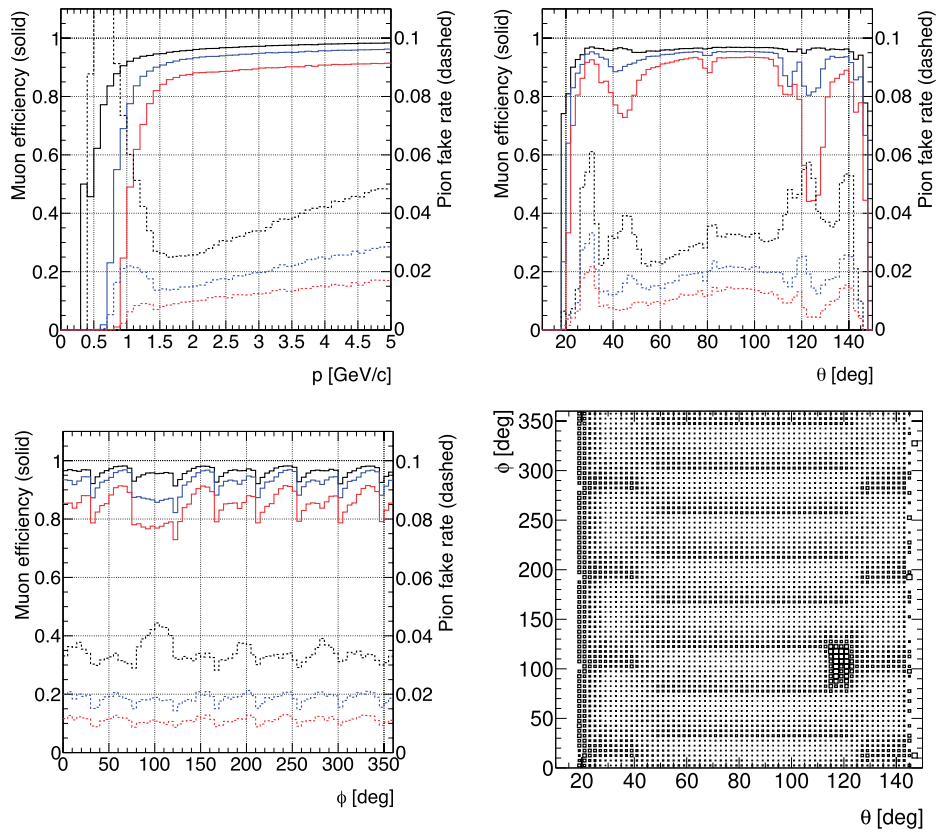 Muon efficiency (solid)
1
0.8
0.6
0.4
0.2
0
0 0.5 1 1.5 2 2.5 3 3.5 4 4.5 5
p [GeV/c]
0.1
0.08
0.06
0.04
0.02
0
Pion fake rate (dashed)
Muon efficiency (solid)
1
0.8
0.6
0.4
0.2
0
20 40 60 80 100 120 140
θ [deg]
0.1
0.08
0.06
0.04
0.02
0
Pion fake rate (dashed)
Muon efficiency (solid)
1
0.8
0.6
0.4
0.2
0
0 50 100 150 200 250 300 350
ϕ [deg]
0.1
0.08
0.06
0.04
0.02
0
Pion fake rate (dashed)
ϕ [deg]
350
300
250
200
150
100
50
0
20 40 60 80 100 120 140
θ [deg]